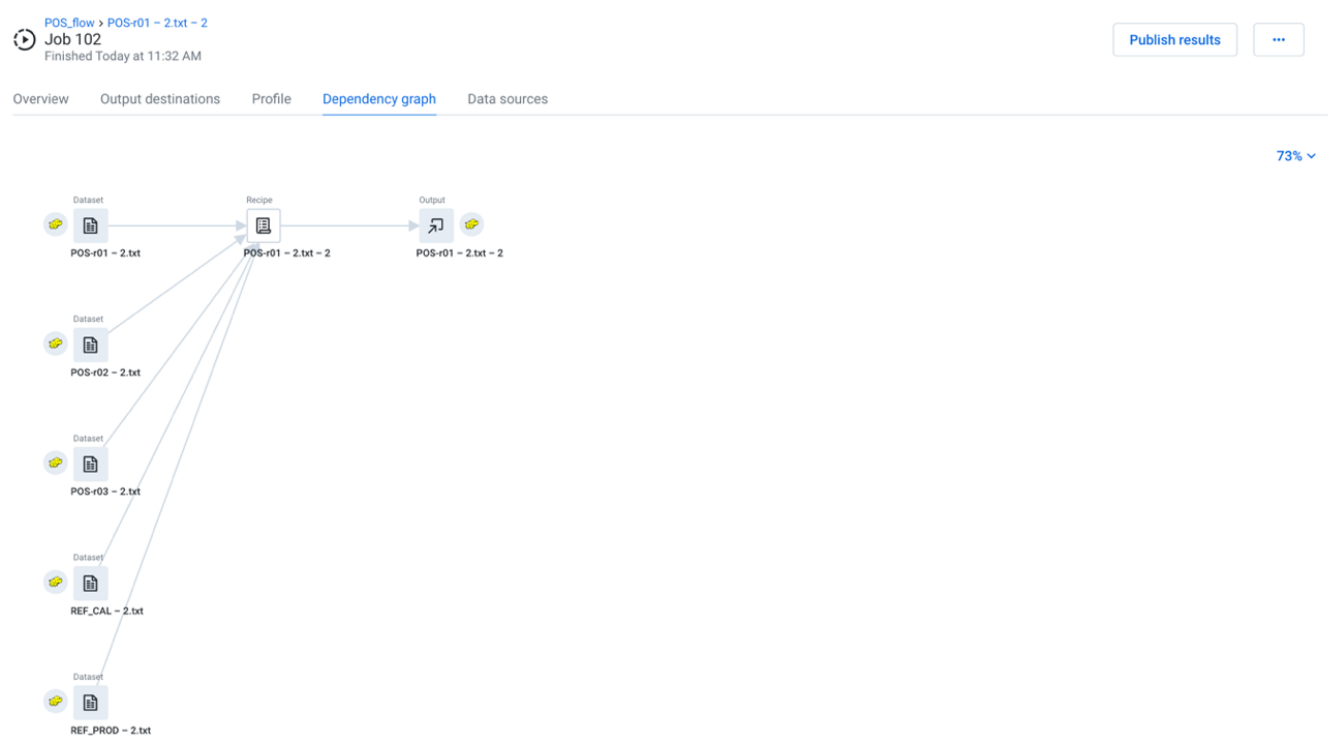 POS_flow > POS-r01 – 2.txt – 2
Job 102
Finished Today at 11:32 AM
Publish results
...
Overview
Output destinations
Profile
Dependency graph
Data sources
73%
Dataset
Recipe
Output
POS-r01 – 2.txt
POS-r01 – 2.txt – 2
POS-r01 – 2.txt – 2
Dataset
POS-r02 – 2.txt
Dataset
POS-r03 – 2.txt
Dataset
REF_CAL – 2.txt
Dataset
REF_PROD – 2.txt